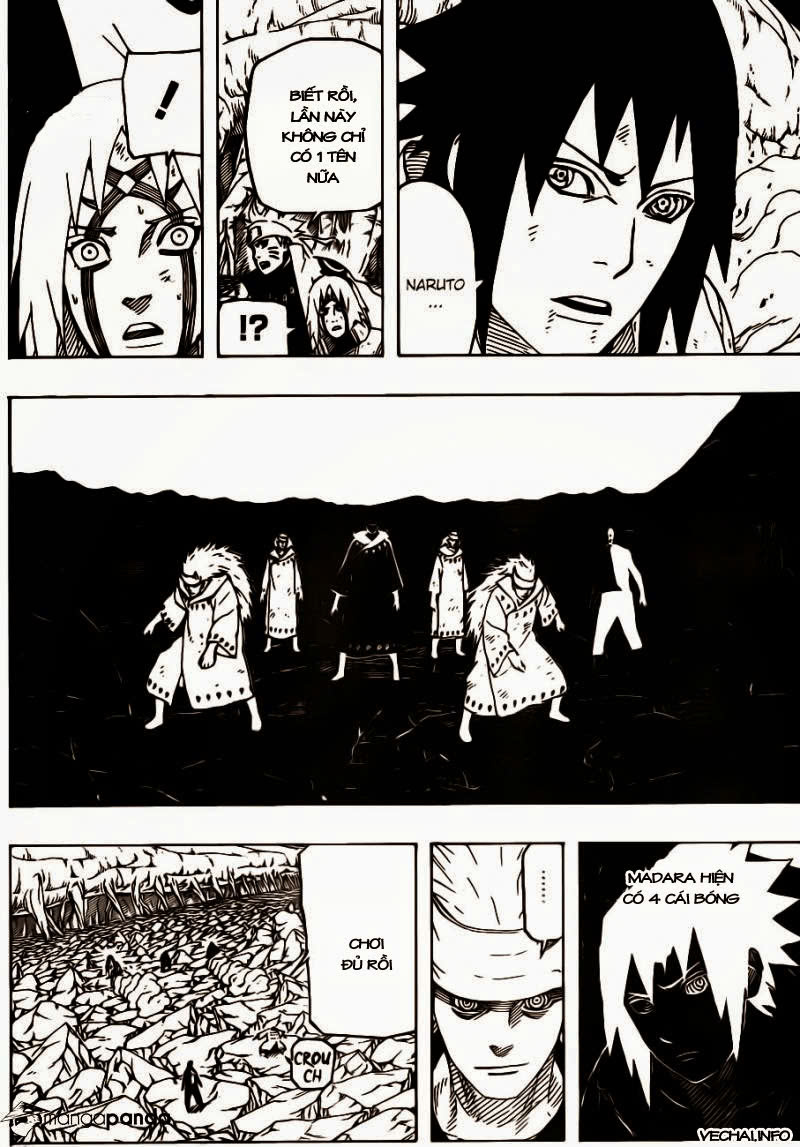 NARUTO
...
BIẾT RỒI,
LẦN NÀY
KHÔNG CHỈ
CÓ 1 TÊN
NỮA
!?
!
MADARA HIỆN
CÓ 4 CÁI BÓNG
......
CHƠI
ĐỦ RỒI
CROU
CH
mangapanda
VECHAI.INFO